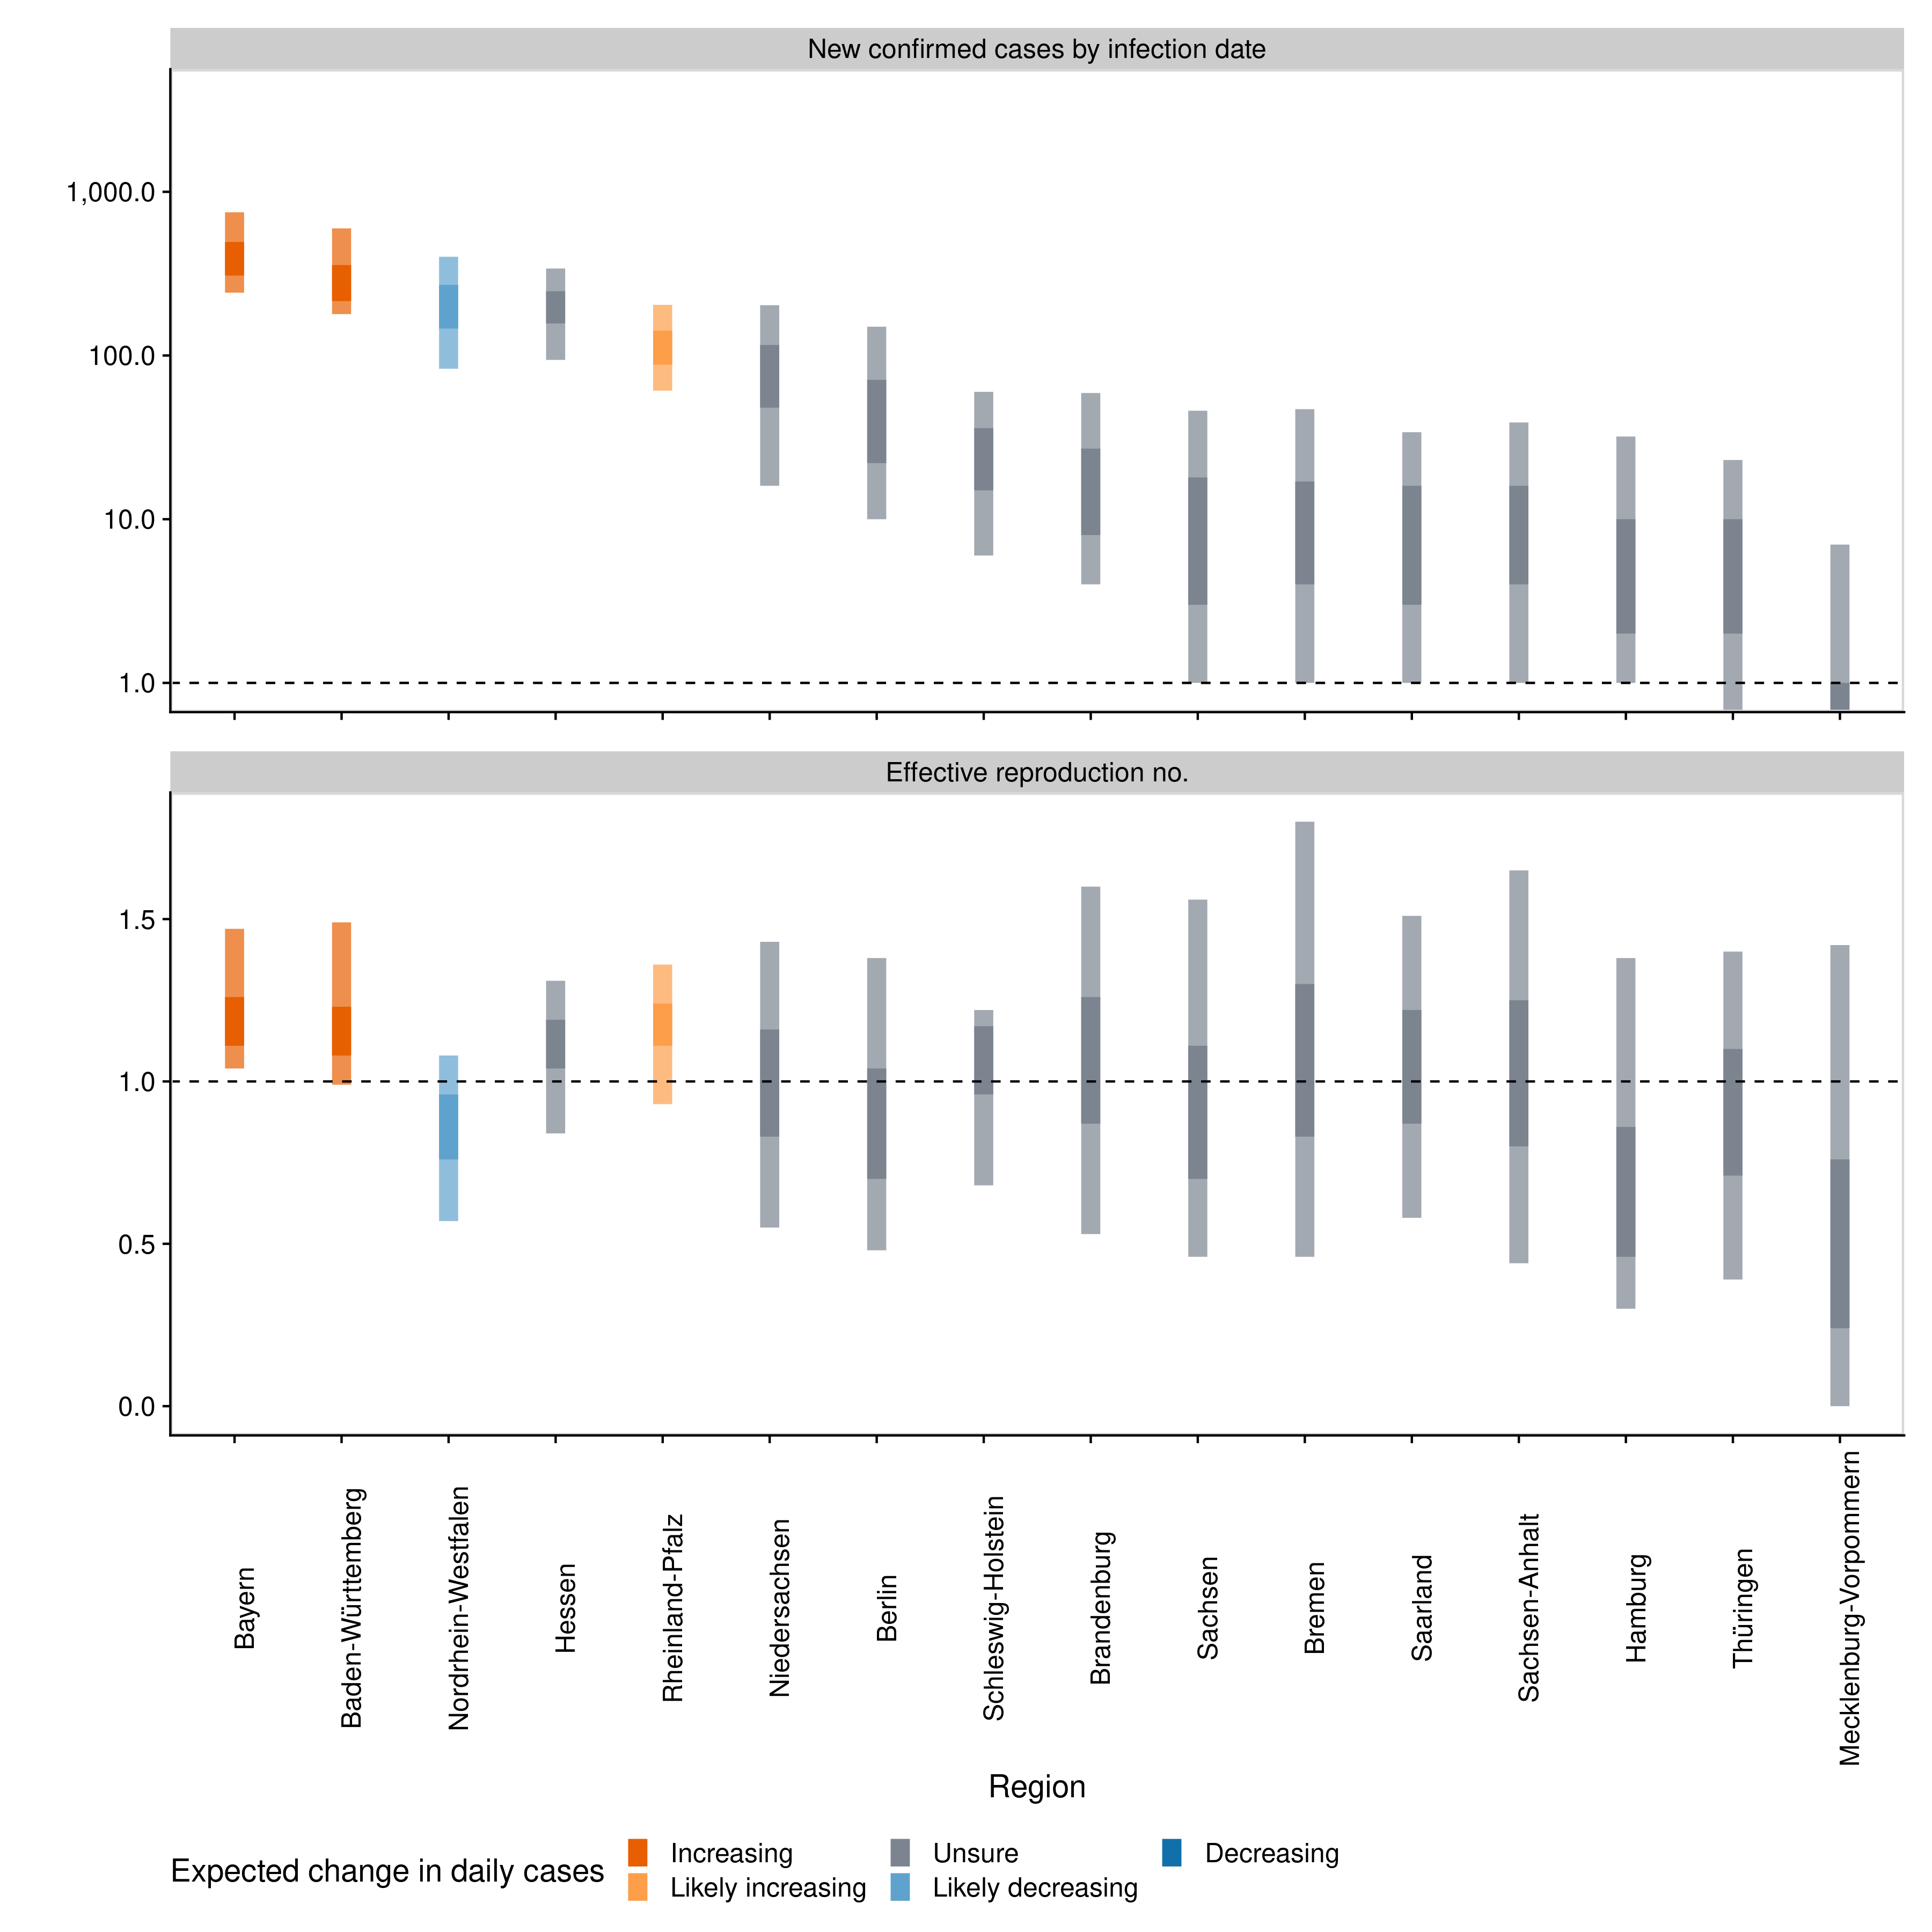 New confirmed cases by infection date
1,000.0
100.0
10.0
1.0
Effective reproduction no.
1.5
1.0
0.5
0.0
Bayern
Baden-Württemberg
Nordrhein-Westfalen
Hessen
Rheinland-Pfalz
Niedersachsen
Berlin
Schleswig-Holstein
Brandenburg
Sachsen
Bremen
Saarland
Sachsen-Anhalt
Hamburg
Thüringen
Mecklenburg-Vorpommern
Region
Expected change in daily cases
Increasing
Unsure
Decreasing
Likely increasing
Likely decreasing